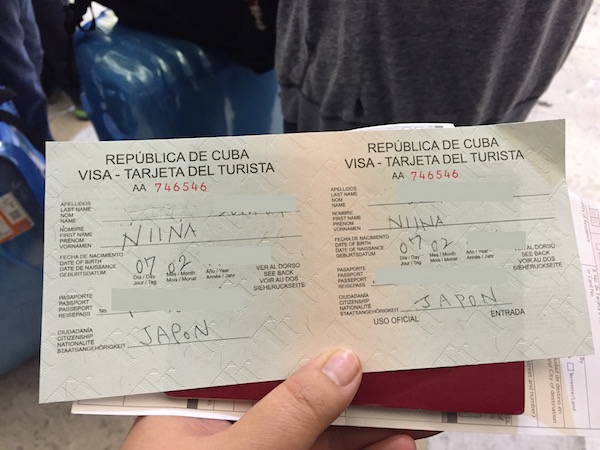 REPÚBLICA DE CUBA
VISA - TARJETA DEL TURISTA
AA 746546
APELLIDOS
LAST NAME
NOM
NAME
NOMBRE
FIRST NAME
PRÉNOM
VORNAMEN
NIINA
FECHA DE NACIMIENTO
DATE OF BIRTH
DATE DE NAISSANCE
GEBURTSDATUM
07 02
Día / Day
Jour / Tag
Mes / Month
Mois / Monat
Año / Year
Année / Jahr
VER AL DORSO
SEE BACK
VOIR AU DOS
SIEHERÜCKSEITE
PASAPORTE
PASSPORT
PASSEPORT
REISEPASS
No.
CIUDADANÍA
CITIZENSHIP
NATIONALITÉ
STAATSANGEHÖRIGKEIT
JAPON
REPÚBLICA DE CUBA
VISA - TARJETA DEL TURISTA
AA 746546
APELLIDOS
LAST NAME
NOM
NAME
NOMBRE
FIRST NAME
PRÉNOM
VORNAMEN
NIINA
FECHA DE NACIMIENTO
DATE OF BIRTH
DATE DE NAISSANCE
GEBURTSDATUM
07 02
Día / Day
Jour / Tag
Mes / Month
Mois / Monat
Año / Year
Année / Jahr
VER AL DORSO
SEE BACK
VOIR AU DOS
SIEHERÜCKSEITE
PASAPORTE
PASSPORT
PASSEPORT
REISEPASS
CIUDADANÍA
CITIZENSHIP
NATIONALITÉ
STAATSANGEHÖRIGKEIT
JAPON
USO OFICIAL
ENTRADA